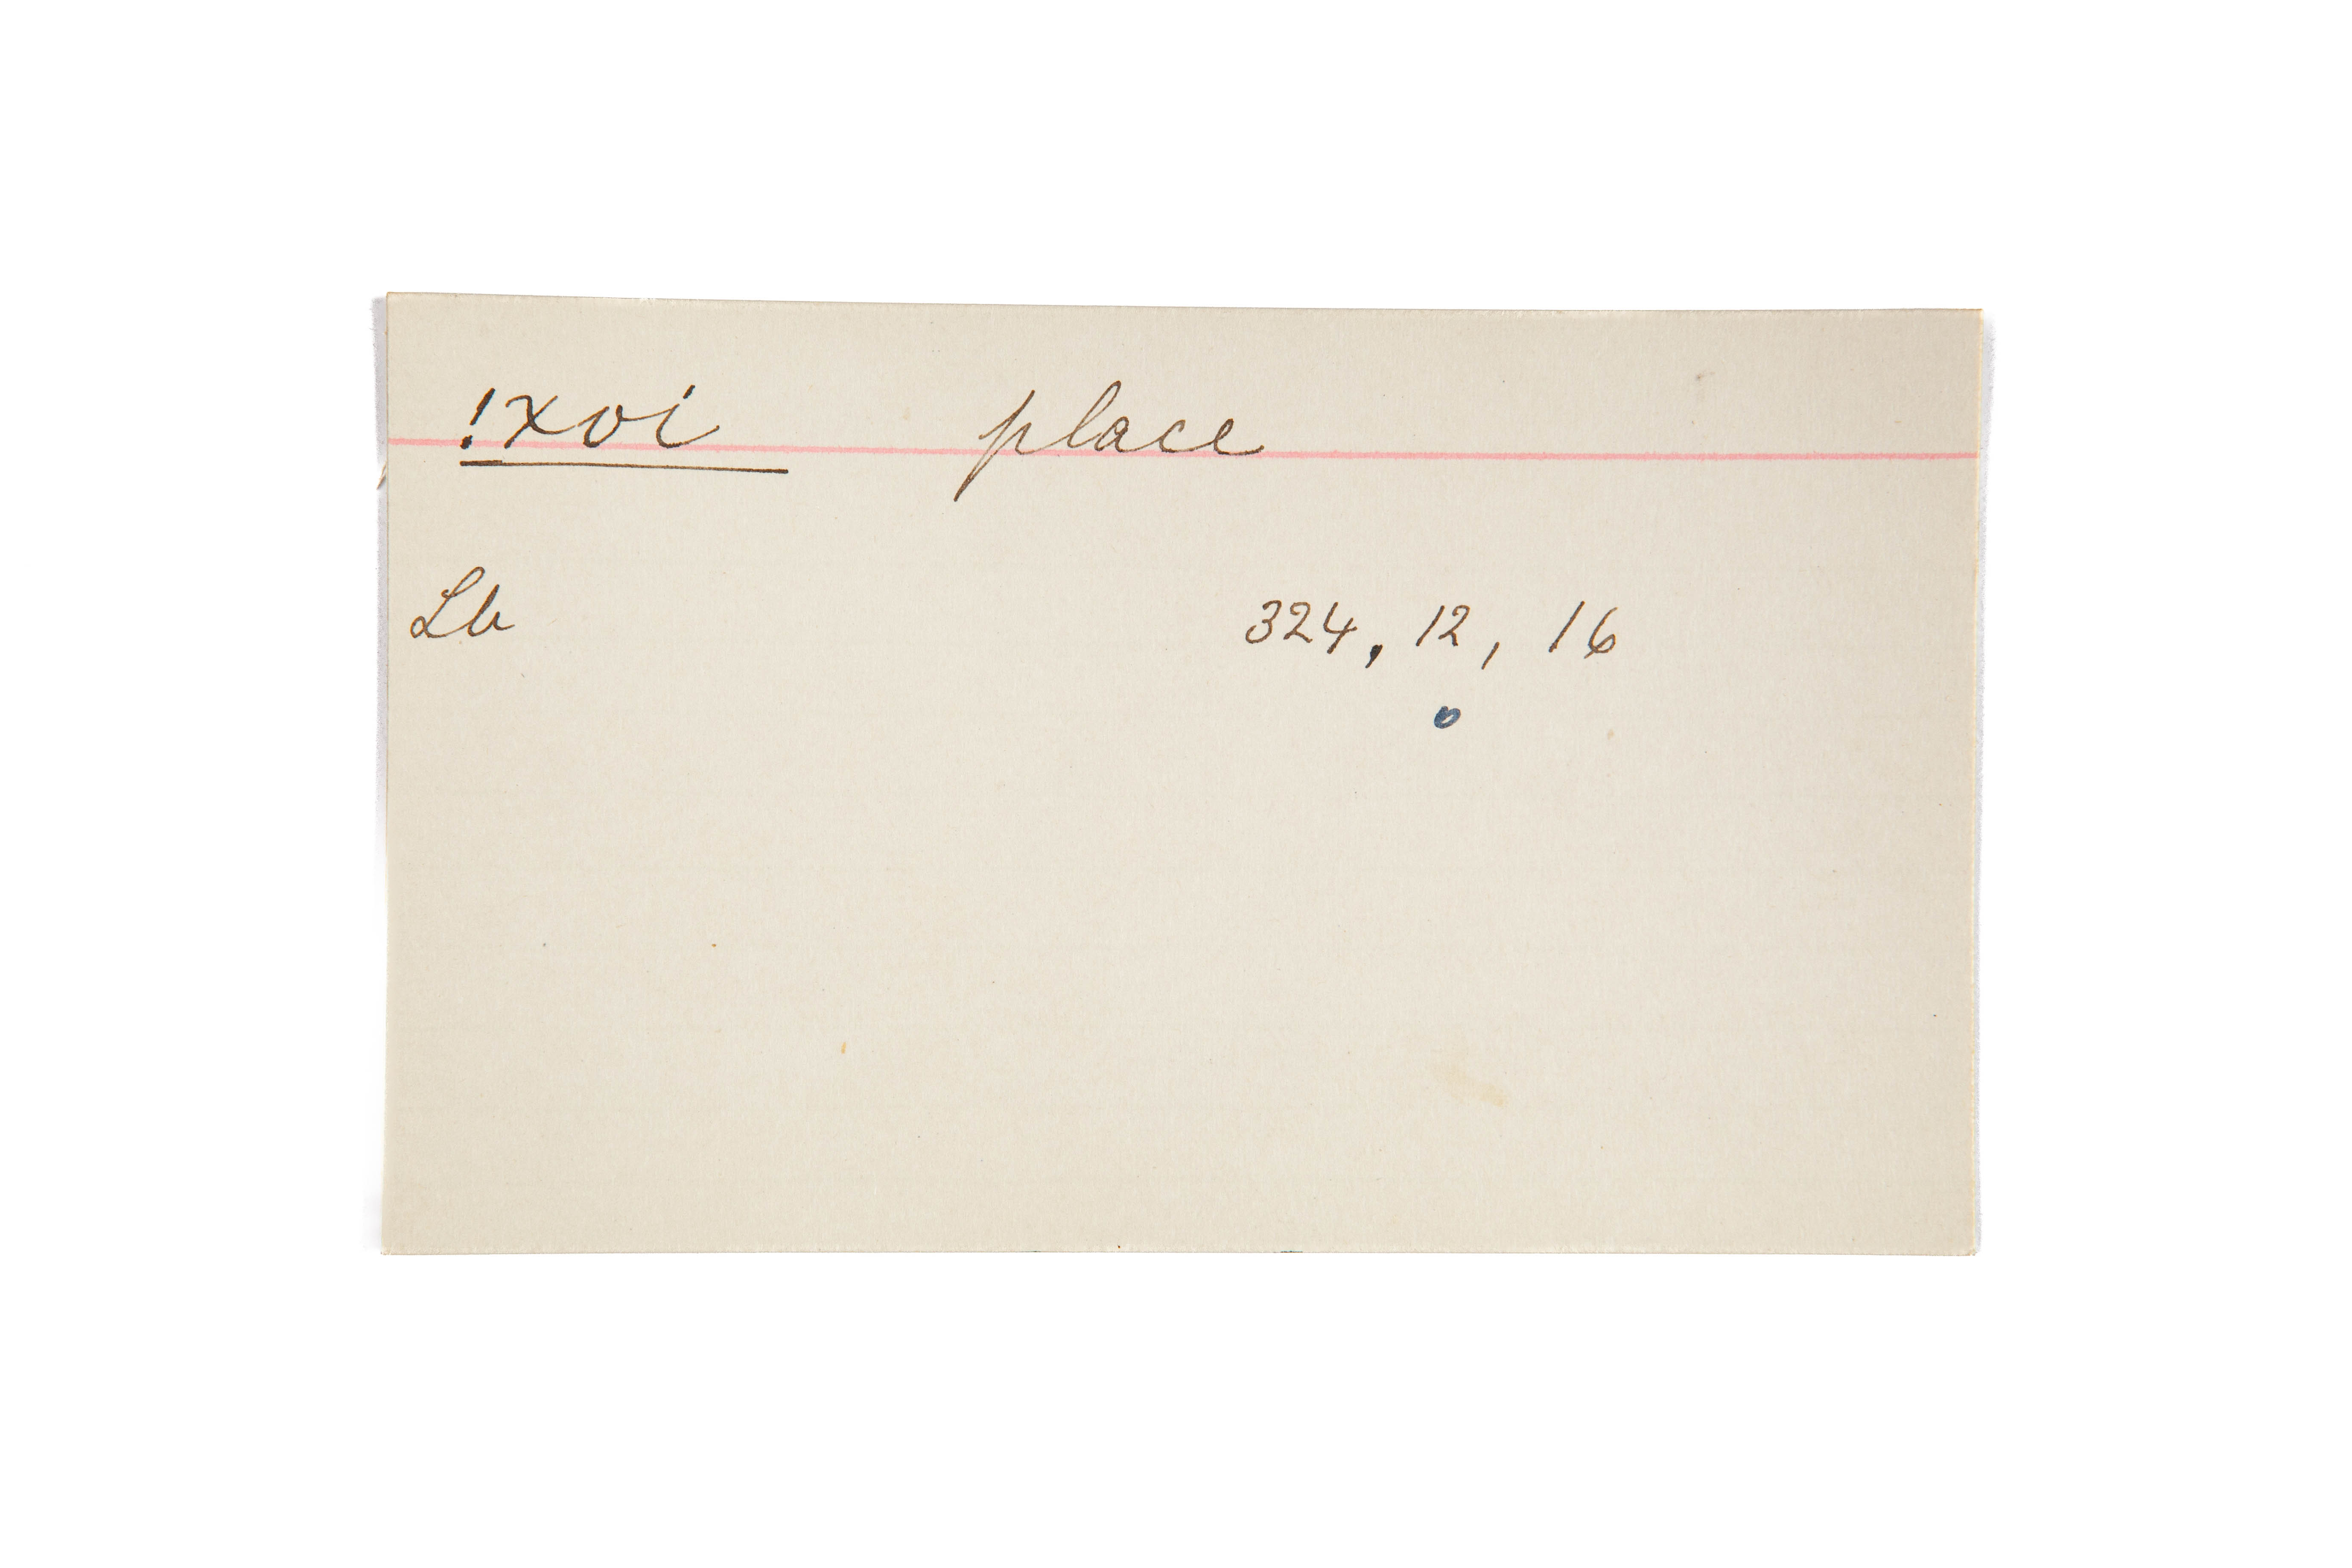 !xoi place
Lb 324, 12, 16